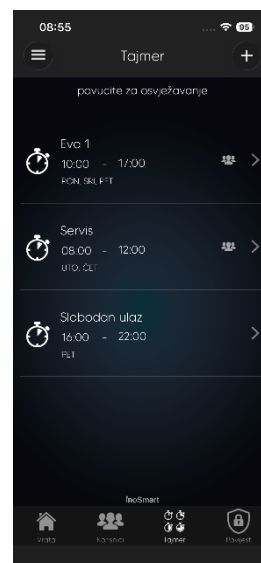 08:55
95
Tajmer
povucite za osvježavanje
Eva 1
10:00 - 17:00
PON, SRI, PET
Servis
08:00 - 12:00
UTO, ČET
Slobodan ulaz
16:00 - 22:00
PET
InoSmart
Vrata Korisnici Tajmer Povijest